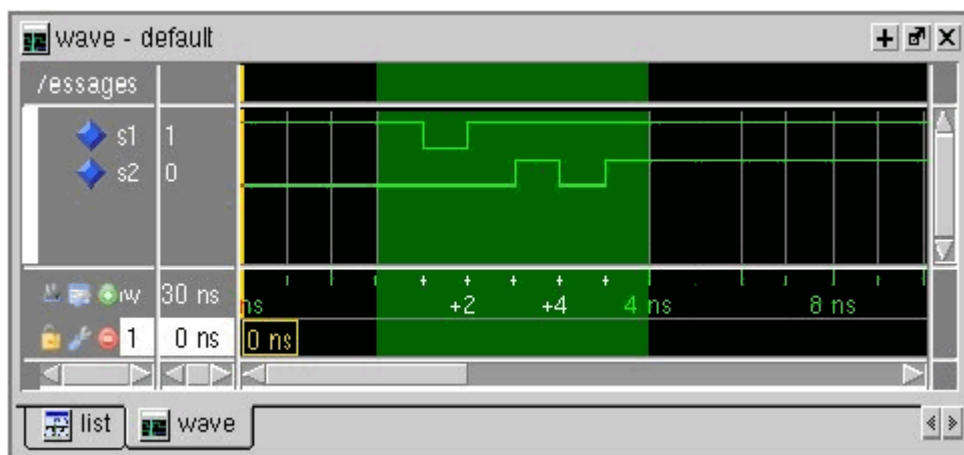 wave - default
/essages
s1 1
s2 0
30 ns
ns +2 +4 4 ns 8 ns
1 0 ns 0 ns
list wave